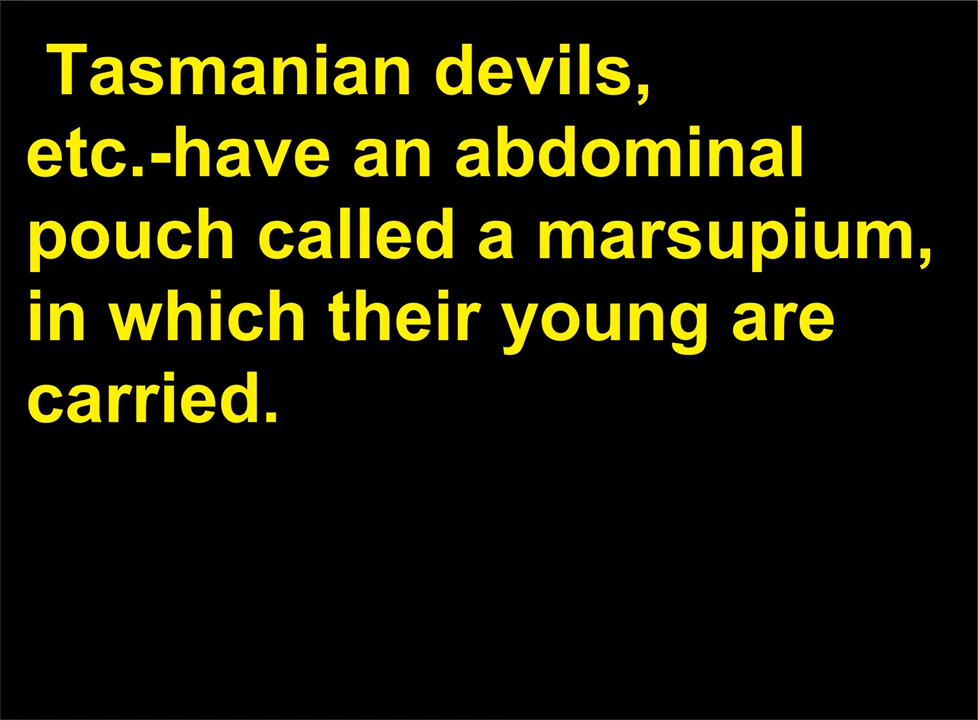 Tasmanian devils,
etc.-have an abdominal
pouch called a marsupium,
in which their young are
carried.